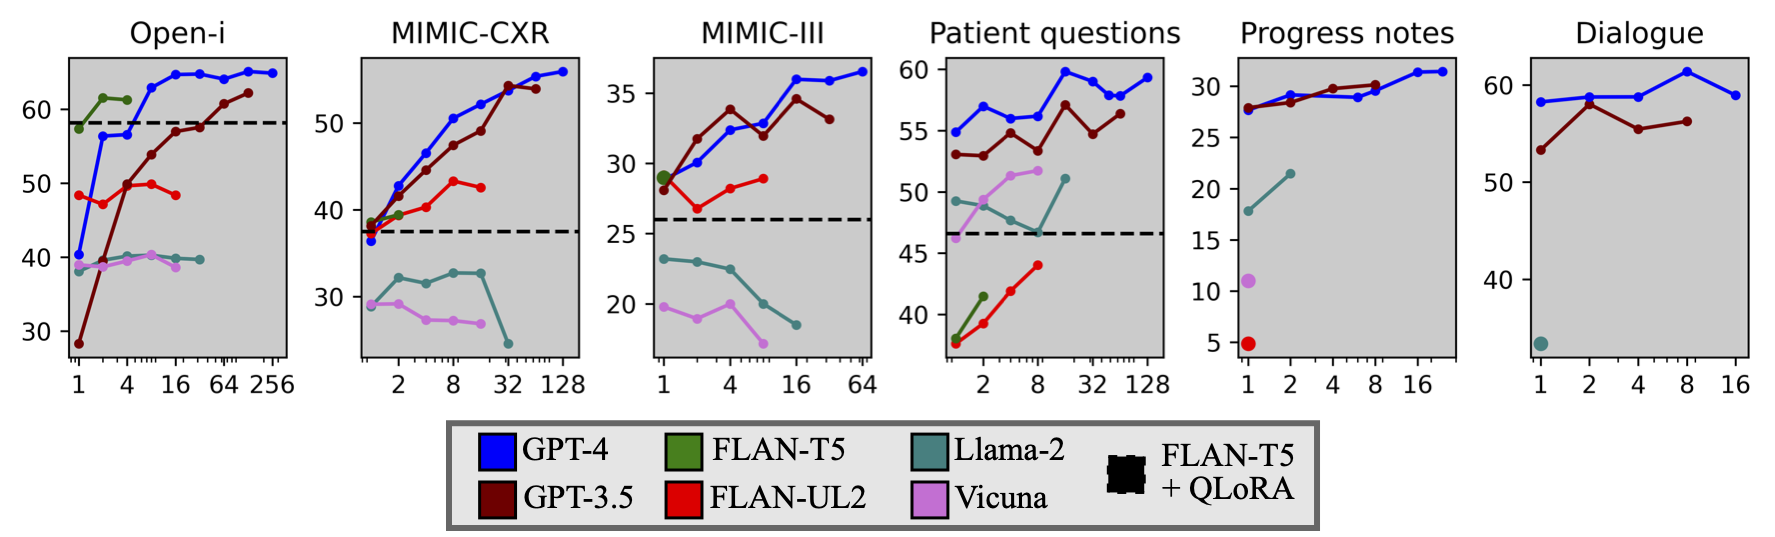 Open-i
MIMIC-CXR
MIMIC-III
Patient questions
Progress notes
Dialogue
60
50
40
30
1 4 16 64 256
50
40
30
2 8 32 128
35
30
25
20
1 4 16 64
60
55
50
45
40
2 8 32 128
30
25
20
15
10
5
1 2 4 8 16
60
50
40
1 2 4 8 16
GPT-4
GPT-3.5
FLAN-T5
FLAN-UL2
Llama-2
Vicuna
FLAN-T5
+ QLoRA